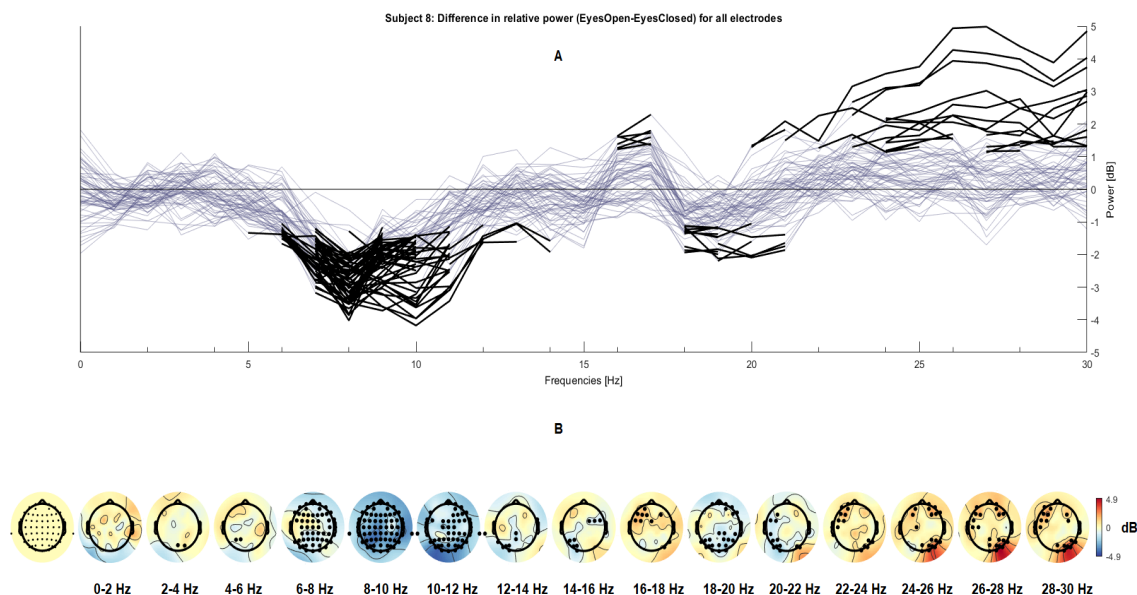 Subject 8: Difference in relative power (EyesOpen-EyesClosed) for all electrodes
A
5
4
3
2
1
0
-1
-2
-3
-4
-5
Power [dB]
0 5 10 15 20 25 30
Frequencies [Hz]
B
4.9
0
-4.9
dB
0-2 Hz 2-4 Hz 4-6 Hz 6-8 Hz 8-10 Hz 10-12 Hz 12-14 Hz 14-16 Hz 16-18 Hz 18-20 Hz 20-22 Hz 22-24 Hz 24-26 Hz 26-28 Hz 28-30 Hz